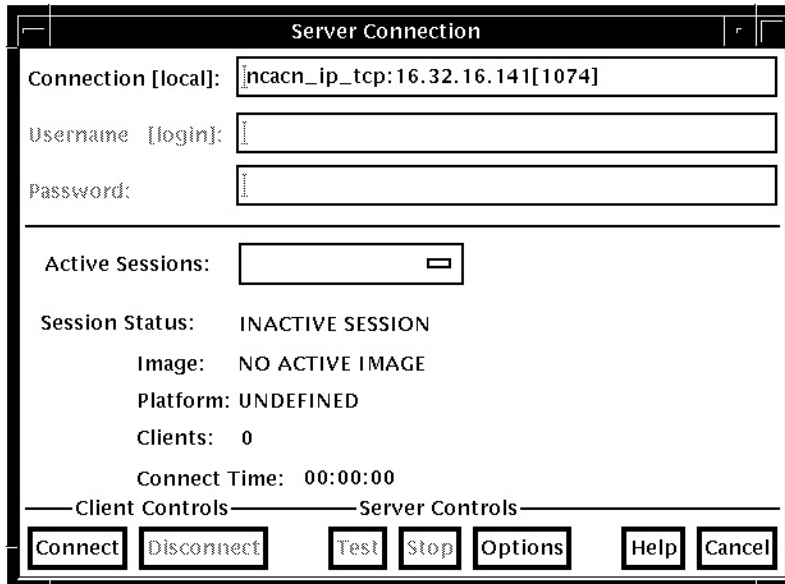 Server Connection
Connection [local]: ncacn_ip_tcp:16.32.16.141[1074]
Username [login]:
Password:
Active Sessions:
Session Status: INACTIVE SESSION
Image: NO ACTIVE IMAGE
Platform: UNDEFINED
Clients: 0
Connect Time: 00:00:00
Client Controls Server Controls
Connect Disconnect Test Stop Options Help Cancel